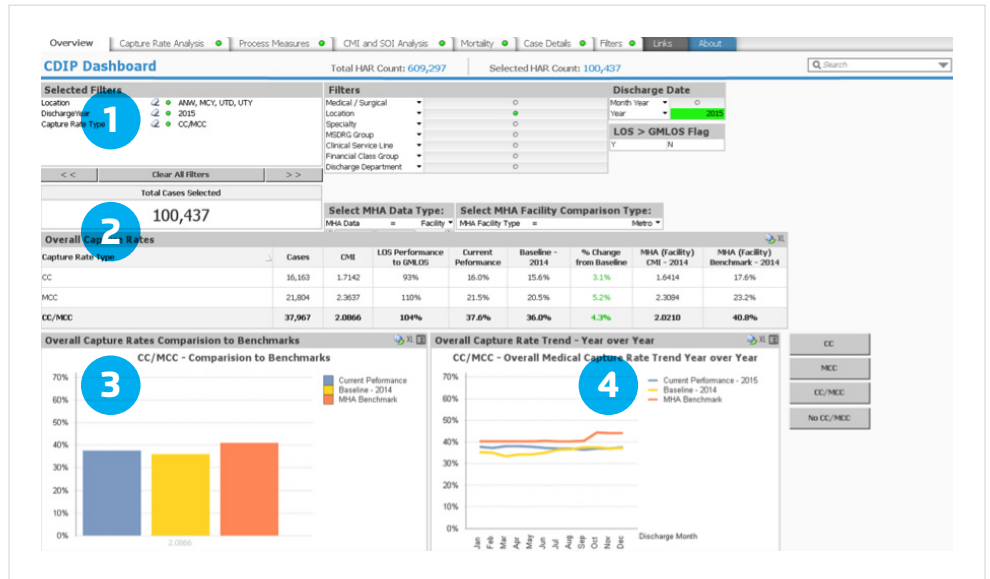 Overview Capture Rate Analysis Process Measures CMI and SOI Analysis Mortality Case Details Filters Links About
CDIP Dashboard Total HAR Count: 609,297 Selected HAR Count: 100,437 Search
Selected Filters Filters Discharge Date
Location ANW, MCY, UTD, UTY Medical / Surgical Month Year
DischargeYear 2015 Location Year 2015
Capture Rate Type CC/MCC Specialty
1
MSDRG Group LOS > GMLOS Flag
Clinical Service Line Y N
Financial Class Group
<< Clear All Filters >> Discharge Department
Total Cases Selected
100,437
2
Select MHA Data Type: Select MHA Facility Comparison Type:
MHA Data = Facility MHA Facility Type = Metro
Overall Capture Rates XL
Capture Rate Type Cases CMI LOS Performance to GMLOS Current Peformance Baseline - 2014 % Change from Baseline MHA (Facility) CMI - 2014 MHA (Facility) Benchmark - 2014
CC 16,163 1.7142 93% 16.0% 15.6% 3.1% 1.6414 17.6%
MCC 21,804 2.3637 110% 21.5% 20.5% 5.2% 2.3084 23.2%
CC/MCC 37,967 2.0866 104% 37.6% 36.0% 4.3% 2.0210 40.8%
Overall Capture Rates Comparision to Benchmarks XL
CC/MCC - Comparision to Benchmarks
3
Current Peformance
Baseline - 2014
MHA Benchmark
70%
60%
50%
40%
30%
20%
10%
0%
2.0866
Overall Capture Rate Trend - Year over Year XL
CC/MCC - Overall Medical Capture Rate Trend Year over Year
4
Current Performance - 2015
Baseline - 2014
MHA Benchmark
70%
60%
50%
40%
30%
20%
10%
0%
Jan Feb Mar Apr May Jun Jul Aug Sep Oct Nov Dec
Discharge Month
CC
MCC
CC/MCC
No CC/MCC